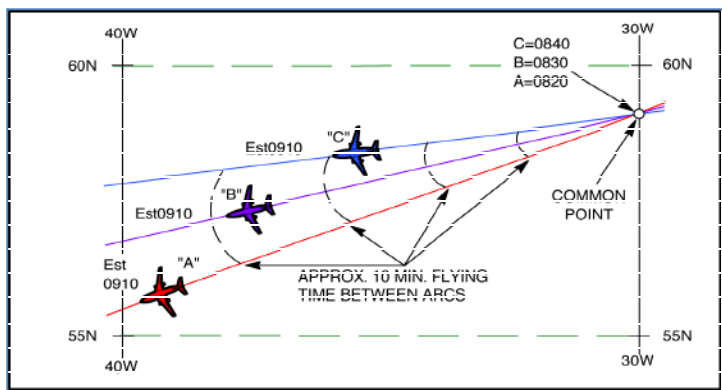 40W
30W
C=0840
B=0830
A=0820
60N
60N
"C"
Est0910
"B"
Est0910
COMMON
POINT
Est
0910
"A"
APPROX. 10 MIN. FLYING
TIME BETWEEN ARCS
55N
55N
40W
30W